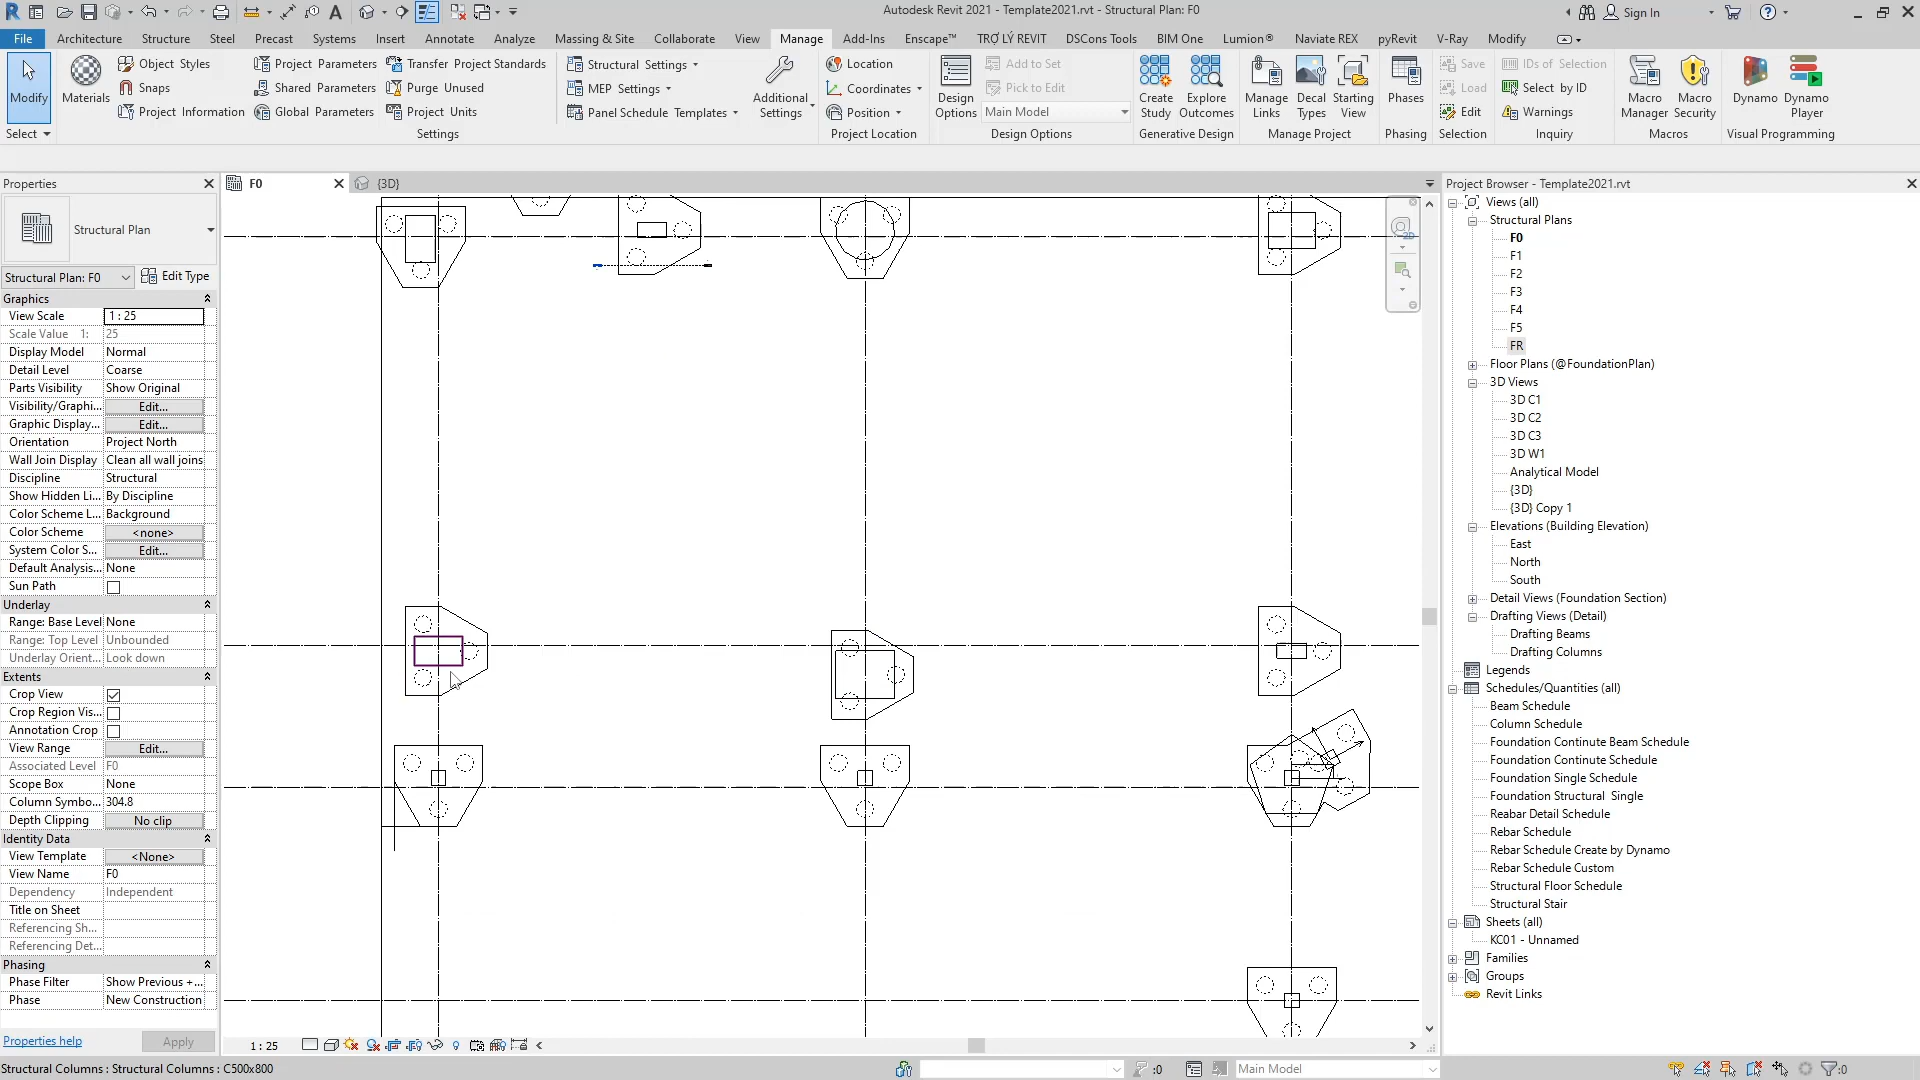 Autodesk Revit 2021 - Template2021.rvt - Structural Plan: F0
Sign In
File Architecture Structure Steel Precast Systems Insert Annotate Analyze Massing & Site Collaborate View Manage Add-Ins Enscape™ TRỢ LÝ REVIT DSCons Tools BIM One Lumion® Naviate REX pyRevit V-Ray Modify
Modify
Select
Materials
Object Styles
Snaps
Project Information
Project Parameters
Shared Parameters
Global Parameters
Transfer Project Standards
Purge Unused
Project Units
Settings
Structural Settings
MEP Settings
Panel Schedule Templates
Additional Settings
Location
Coordinates
Position
Project Location
Design Options
Add to Set
Pick to Edit
Main Model
Design Options
Create Study
Explore Outcomes
Generative Design
Manage Links
Decal Types
Starting View
Manage Project
Phases
Phasing
Save
Load
Edit
Selection
IDs of Selection
Select by ID
Warnings
Inquiry
Macro Manager
Macro Security
Macros
Dynamo
Dynamo Player
Visual Programming
Properties
F0
{3D}
Structural Plan
Structural Plan: F0
Edit Type
Graphics
View Scale 1 : 25
Scale Value 1: 25
Display Model Normal
Detail Level Coarse
Parts Visibility Show Original
Visibility/Graphi... Edit...
Graphic Display... Edit...
Orientation Project North
Wall Join Display Clean all wall joins
Discipline Structural
Show Hidden Li... By Discipline
Color Scheme L... Background
Color Scheme <none>
System Color S... Edit...
Default Analysis... None
Sun Path
Underlay
Range: Base Level None
Range: Top Level Unbounded
Underlay Orient... Look down
Extents
Crop View
Crop Region Vis...
Annotation Crop
View Range Edit...
Associated Level F0
Scope Box None
Column Symbo... 304.8
Depth Clipping No clip
Identity Data
View Template <None>
View Name F0
Dependency Independent
Title on Sheet
Referencing Sh...
Referencing Det...
Phasing
Phase Filter Show Previous +...
Phase New Construction
Properties help
Apply
2D
Project Browser - Template2021.rvt
Views (all)
Structural Plans
F0
F1
F2
F3
F4
F5
FR
Floor Plans (@FoundationPlan)
3D Views
3D C1
3D C2
3D C3
3D W1
Analytical Model
{3D}
{3D} Copy 1
Elevations (Building Elevation)
East
North
South
Detail Views (Foundation Section)
Drafting Views (Detail)
Drafting Beams
Drafting Columns
Legends
Schedules/Quantities (all)
Beam Schedule
Column Schedule
Foundation Continute Beam Schedule
Foundation Continute Schedule
Foundation Single Schedule
Foundation Structural Single
Reabar Detail Schedule
Rebar Schedule
Rebar Schedule Create by Dynamo
Rebar Schedule Custom
Structural Floor Schedule
Structural Stair
Sheets (all)
KC01 - Unnamed
Families
Groups
Revit Links
1 : 25
Structural Columns : Structural Columns : C500x800
:0
Main Model
:0